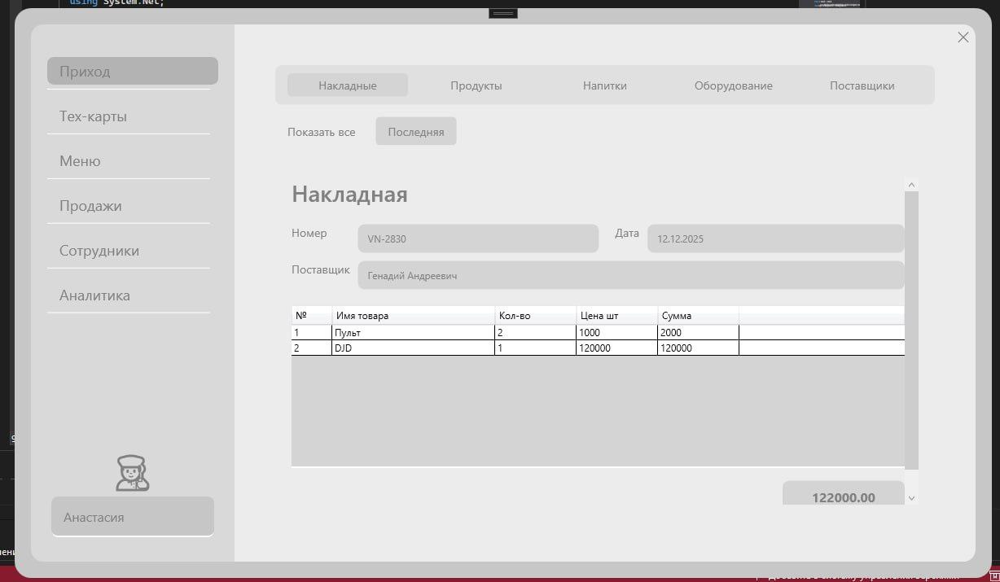 using System.Net;
Приход
Тех-карты
Меню
Продажи
Сотрудники
Аналитика
Анастасия
Накладные Продукты Напитки Оборудование Поставщики
Показать все Последняя
Накладная
Номер VN-2830 Дата 12.12.2025
Поставщик Генадий Андреевич
№ Имя товара Кол-во Цена шт Сумма
1 Пульт 2 1000 2000
2 DJD 1 120000 120000
122000.00